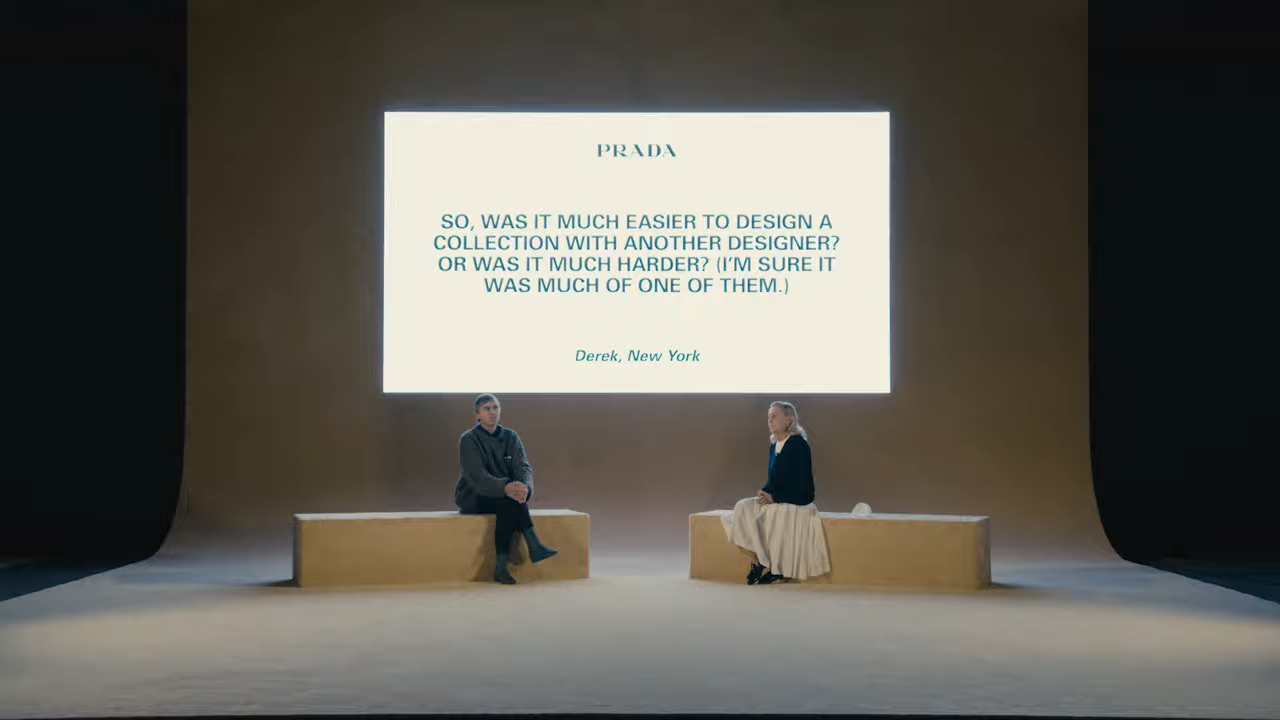 PRADA
SO, WAS IT MUCH EASIER TO DESIGN A
COLLECTION WITH ANOTHER DESIGNER?
OR WAS IT MUCH HARDER? (I'M SURE IT
WAS MUCH OF ONE OF THEM.)
Derek, New York